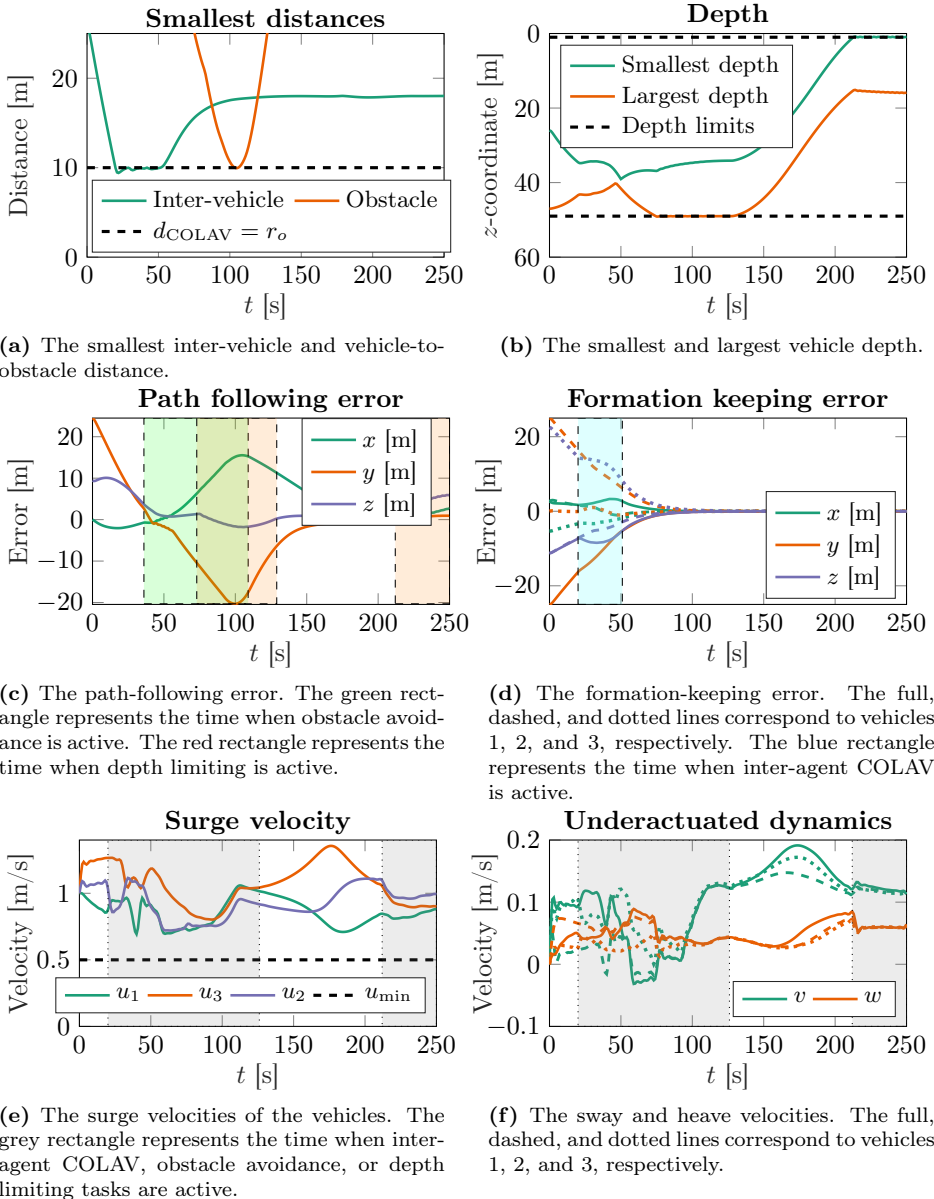 Smallest distances
20
10
0
Distance [m]
Inter-vehicle
Obstacle
d_COLAV = r_o
0 50 100 150 200 250
t [s]
(a) The smallest inter-vehicle and vehicle-to-
obstacle distance.
Depth
0
20
40
60
z-coordinate [m]
Smallest depth
Largest depth
Depth limits
0 50 100 150 200 250
t [s]
(b) The smallest and largest vehicle depth.
Path following error
20
10
0
−10
−20
Error [m]
x [m]
y [m]
z [m]
0 50 100 150 200 250
t [s]
(c) The path-following error. The green rect-
angle represents the time when obstacle avoid-
ance is active. The red rectangle represents the
time when depth limiting is active.
Formation keeping error
20
0
−20
Error [m]
x [m]
y [m]
z [m]
0 50 100 150 200 250
t [s]
(d) The formation-keeping error. The full,
dashed, and dotted lines correspond to vehicles
1, 2, and 3, respectively. The blue rectangle
represents the time when inter-agent COLAV
is active.
Surge velocity
1
0.5
0
Velocity [m/s]
u_1 u_3 u_2 u_min
0 50 100 150 200 250
t [s]
(e) The surge velocities of the vehicles. The
grey rectangle represents the time when inter-
agent COLAV, obstacle avoidance, or depth
limiting tasks are active.
Underactuated dynamics
0.2
0.1
0
−0.1
Velocity [m/s]
v w
0 50 100 150 200 250
t [s]
(f) The sway and heave velocities. The full,
dashed, and dotted lines correspond to vehicles
1, 2, and 3, respectively.